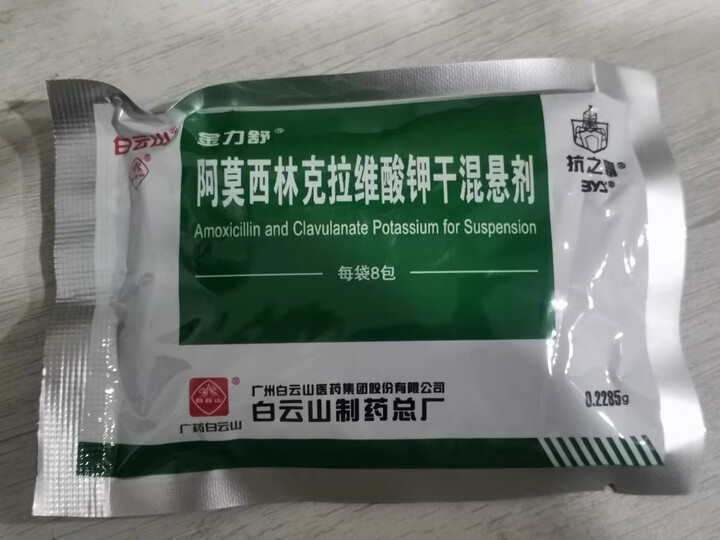 白云山®
金力舒®
阿莫西林克拉维酸钾干混悬剂
Amoxicillin and Clavulanate Potassium for Suspension
每袋8包
抗之霸®
BYS®
广州白云山医药集团股份有限公司
白云山制药总厂
广药白云山
0.2285g